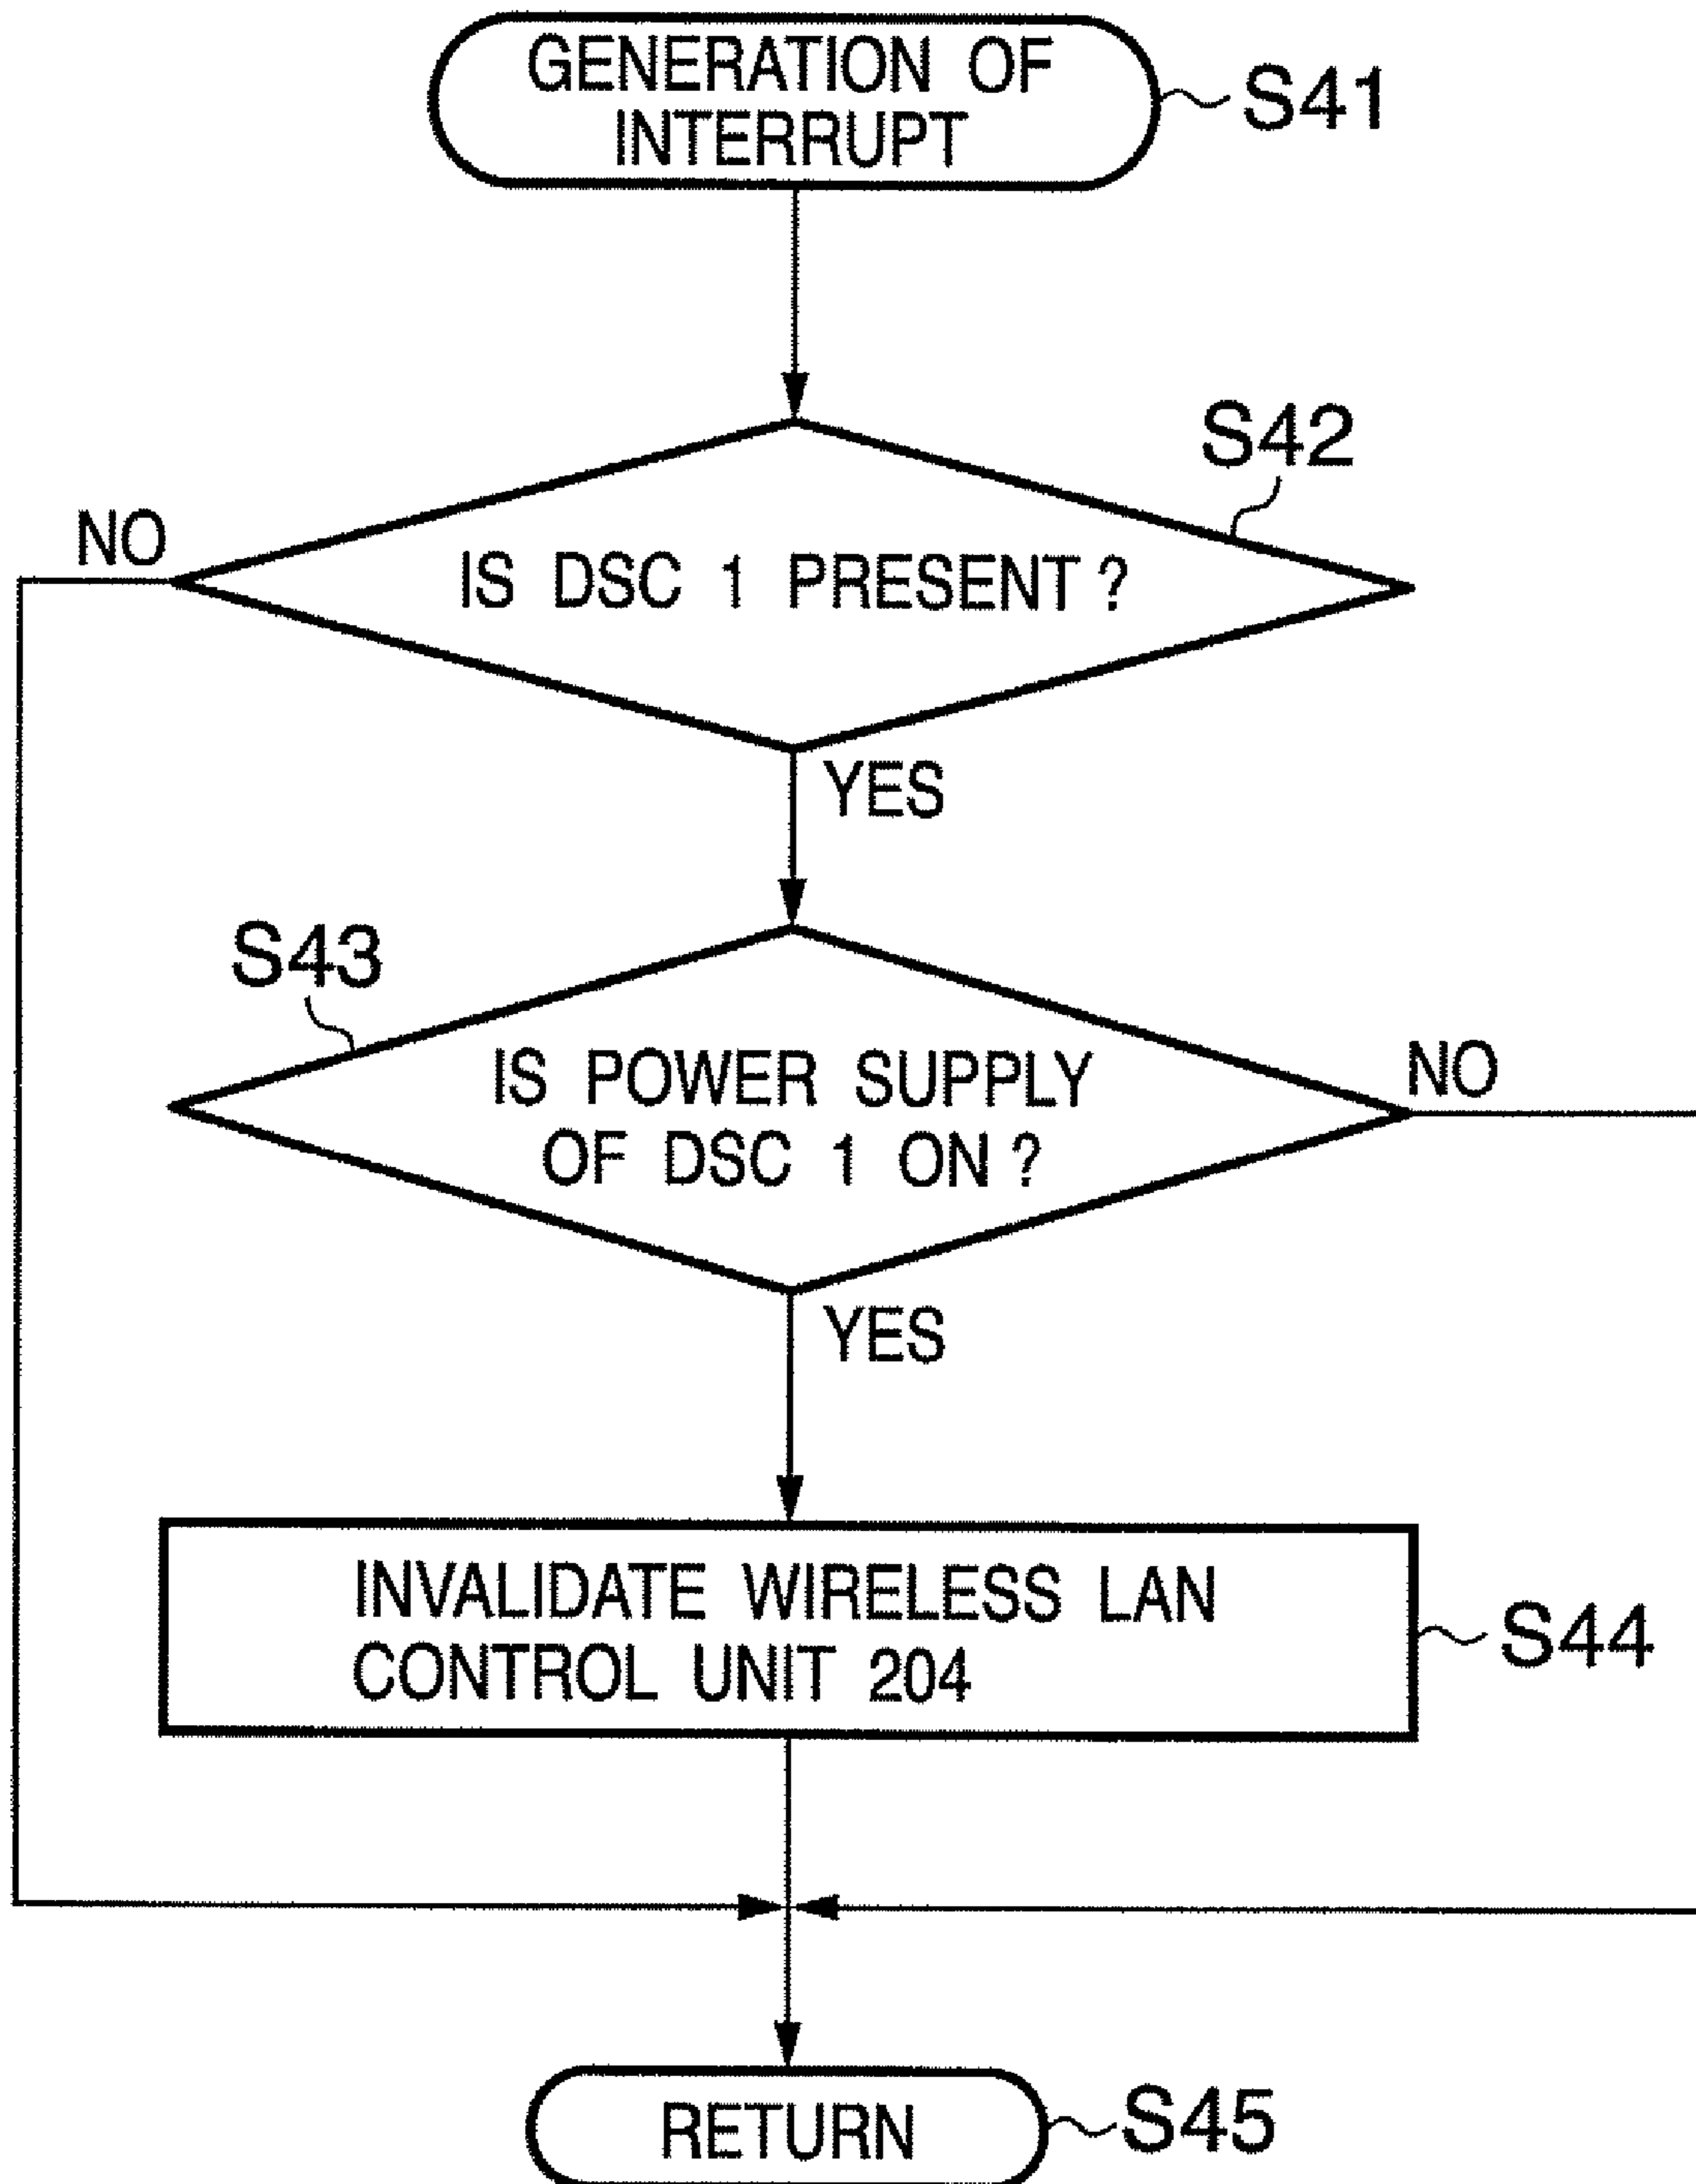 GENERATION OF
INTERRUPT
S41
S42
NO
IS DSC 1 PRESENT?
YES
S43
IS POWER SUPPLY
OF DSC 1 ON?
NO
YES
INVALIDATE WIRELESS LAN
CONTROL UNIT 204
S44
RETURN
S45